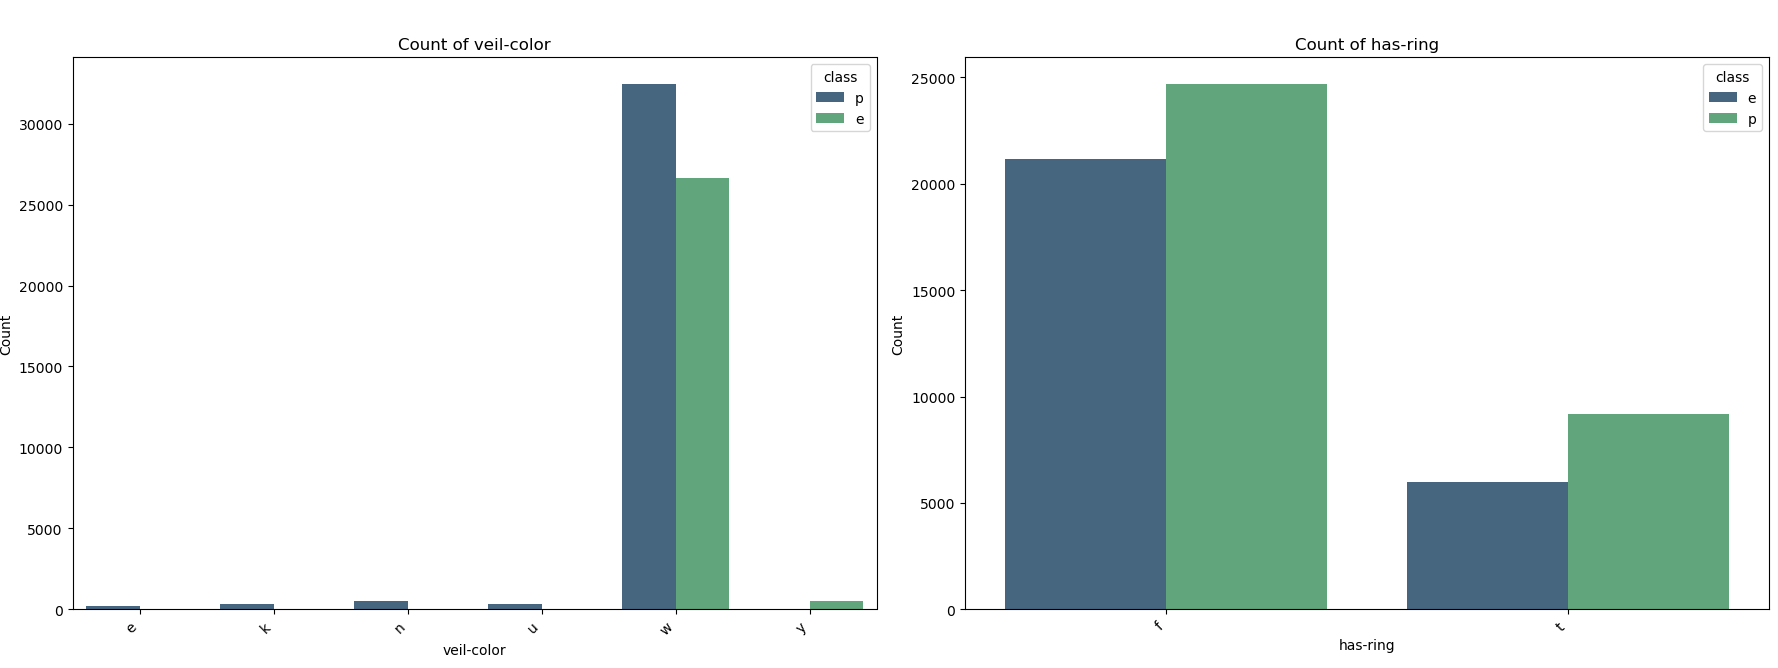 Count of veil-color
class
p
e
30000
25000
20000
15000
10000
5000
0
Count
e k n u w y
veil-color
Count of has-ring
class
e
p
25000
20000
15000
10000
5000
0
Count
f t
has-ring